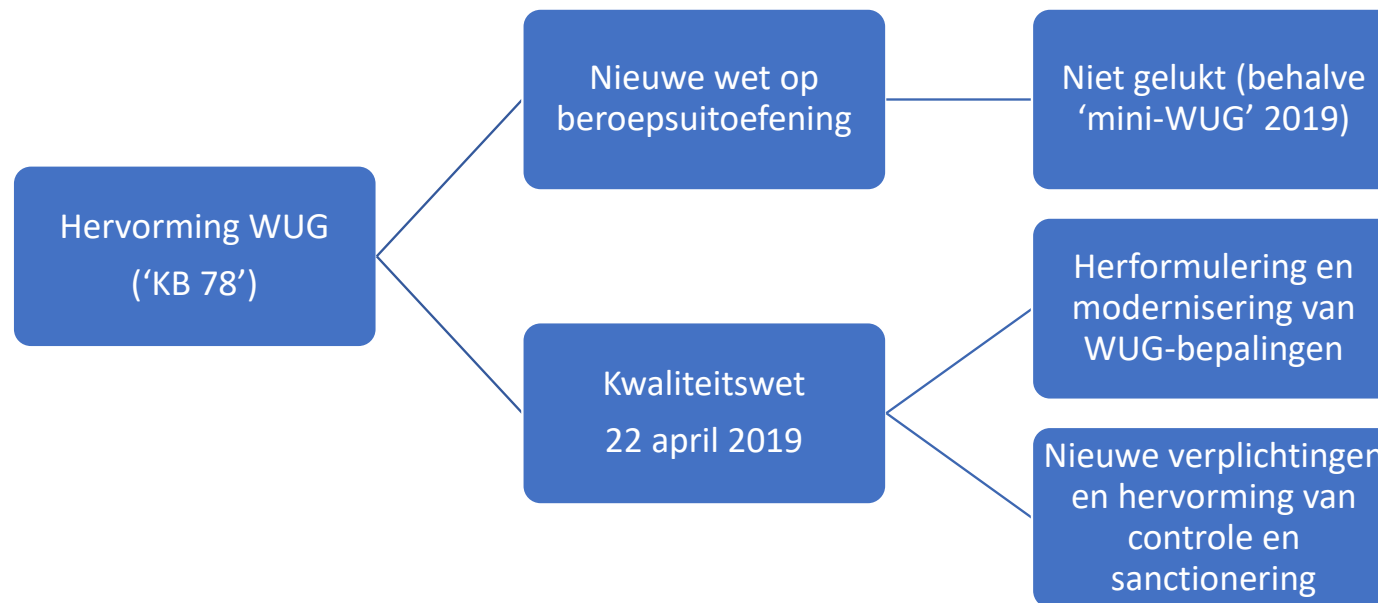 Hervorming WUG
(‘KB 78’)
Nieuwe wet op
beroepsuitoefening
Niet gelukt (behalve
‘mini-WUG’ 2019)
Kwaliteitswet
22 april 2019
Herformulering en
modernisering van
WUG-bepalingen
Nieuwe verplichtingen
en hervorming van
controle en
sanctionering